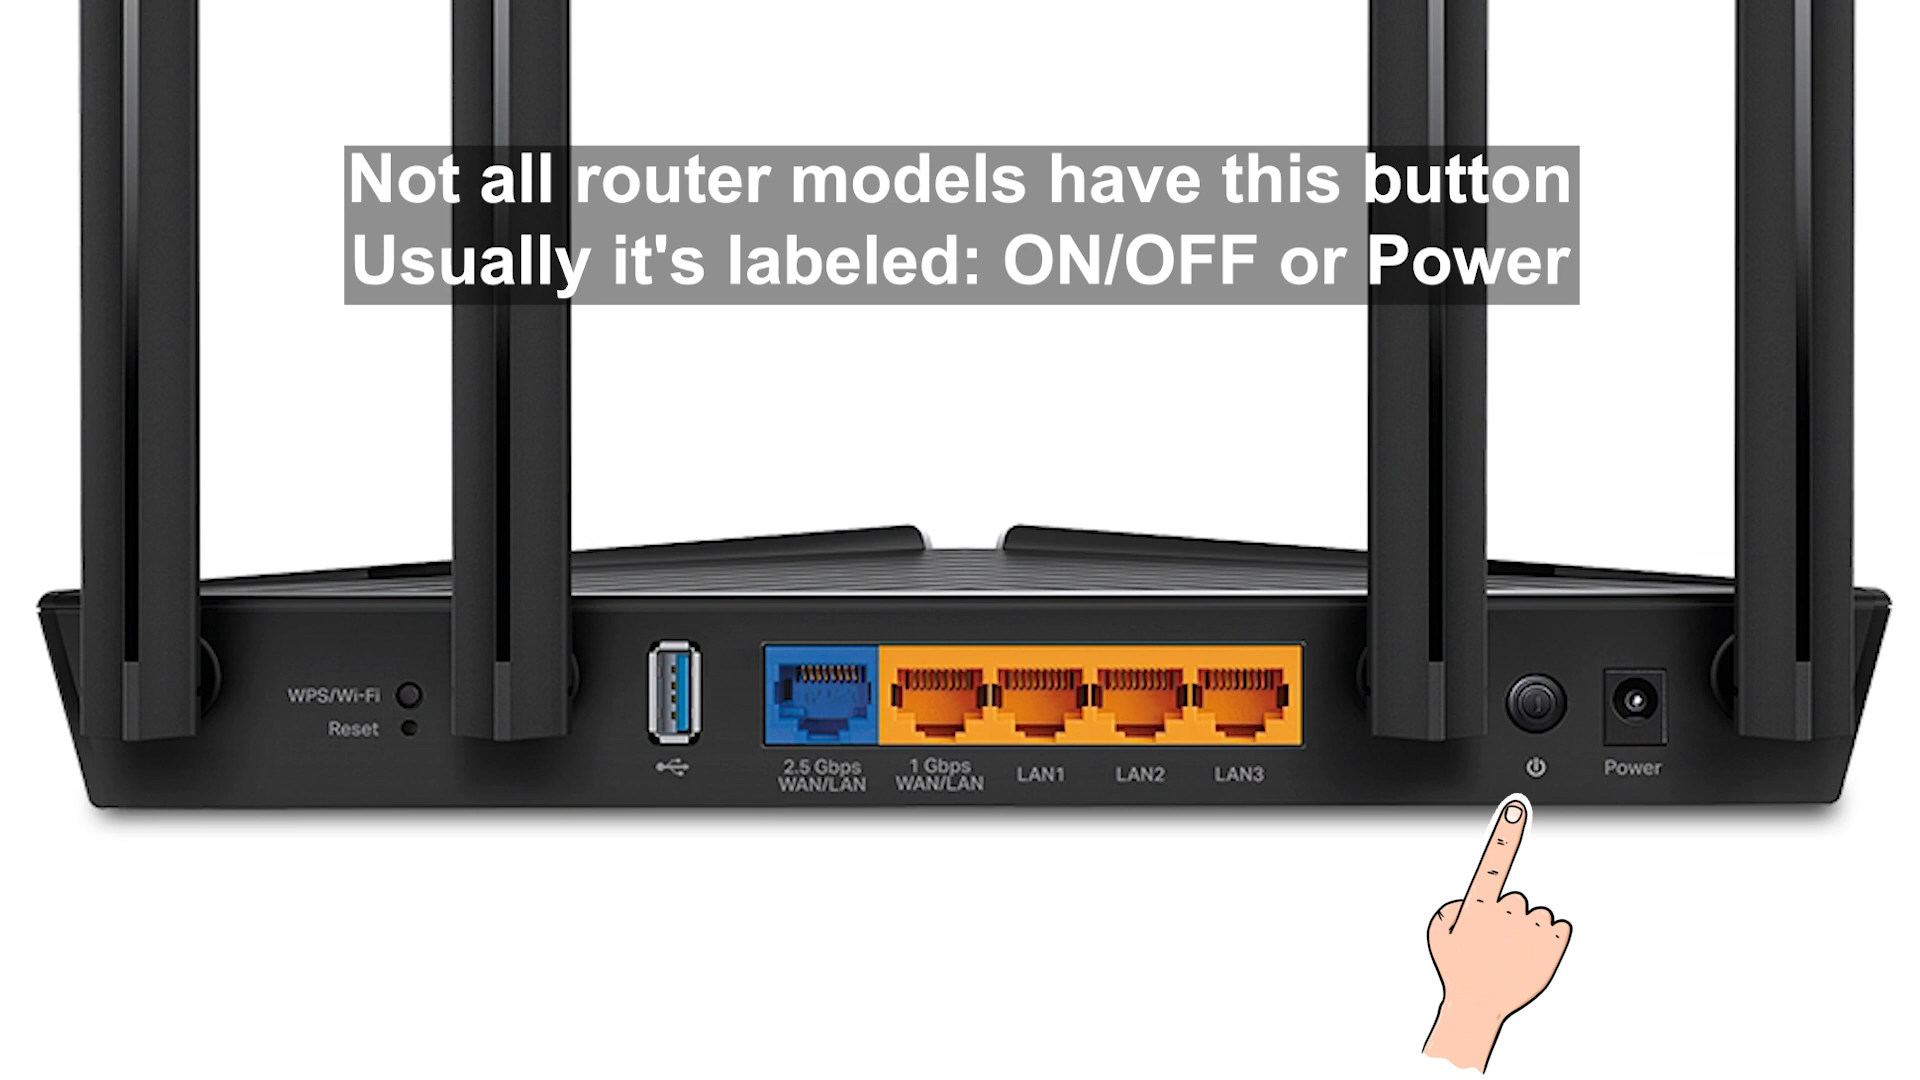 Not all router models have this button
Usually it's labeled: ON/OFF or Power
WPS/Wi-Fi
Reset
2.5 Gbps
WAN/LAN
1 Gbps
WAN/LAN
LAN1
LAN2
LAN3
Power